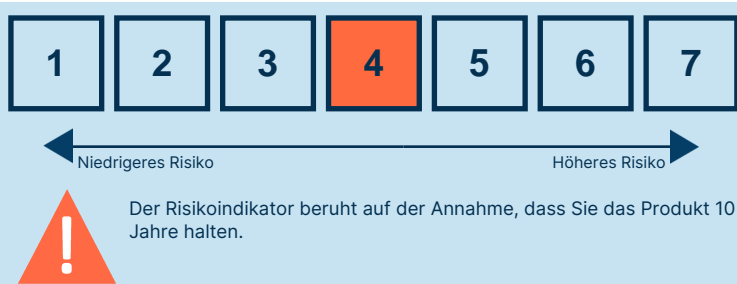 1 2 3 4 5 6 7
Niedrigeres Risiko Höheres Risiko
!
Der Risikoindikator beruht auf der Annahme, dass Sie das Produkt 10
Jahre halten.